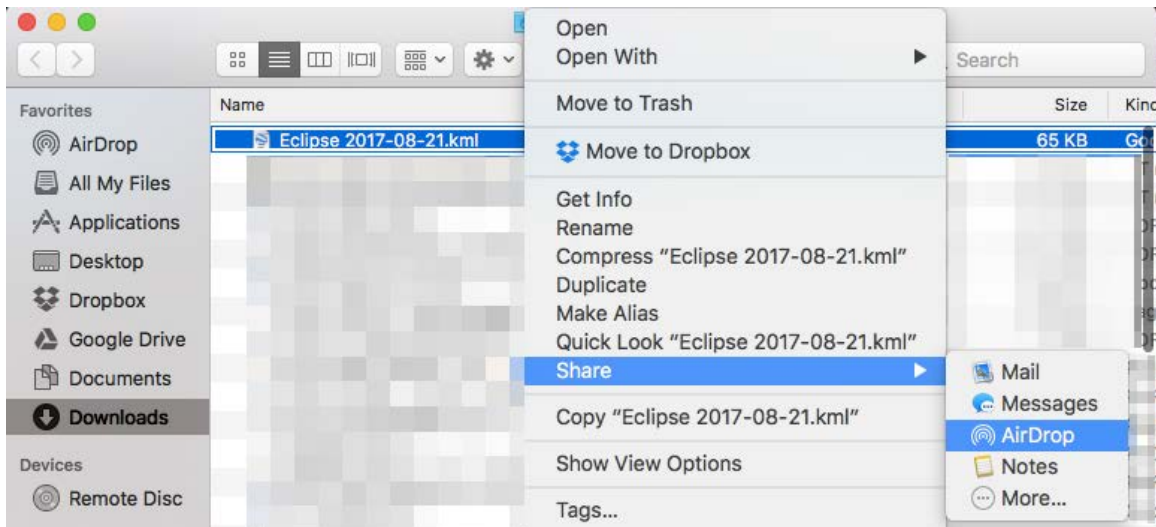 Search
Favorites
AirDrop
All My Files
Applications
Desktop
Dropbox
Google Drive
Documents
Downloads
Devices
Remote Disc
Name
Size
Kind
Eclipse 2017-08-21.kml
65 KB
Open
Open With
Move to Trash
Move to Dropbox
Get Info
Rename
Compress “Eclipse 2017-08-21.kml”
Duplicate
Make Alias
Quick Look “Eclipse 2017-08-21.kml”
Share
Copy “Eclipse 2017-08-21.kml”
Show View Options
Tags...
Mail
Messages
AirDrop
Notes
More...